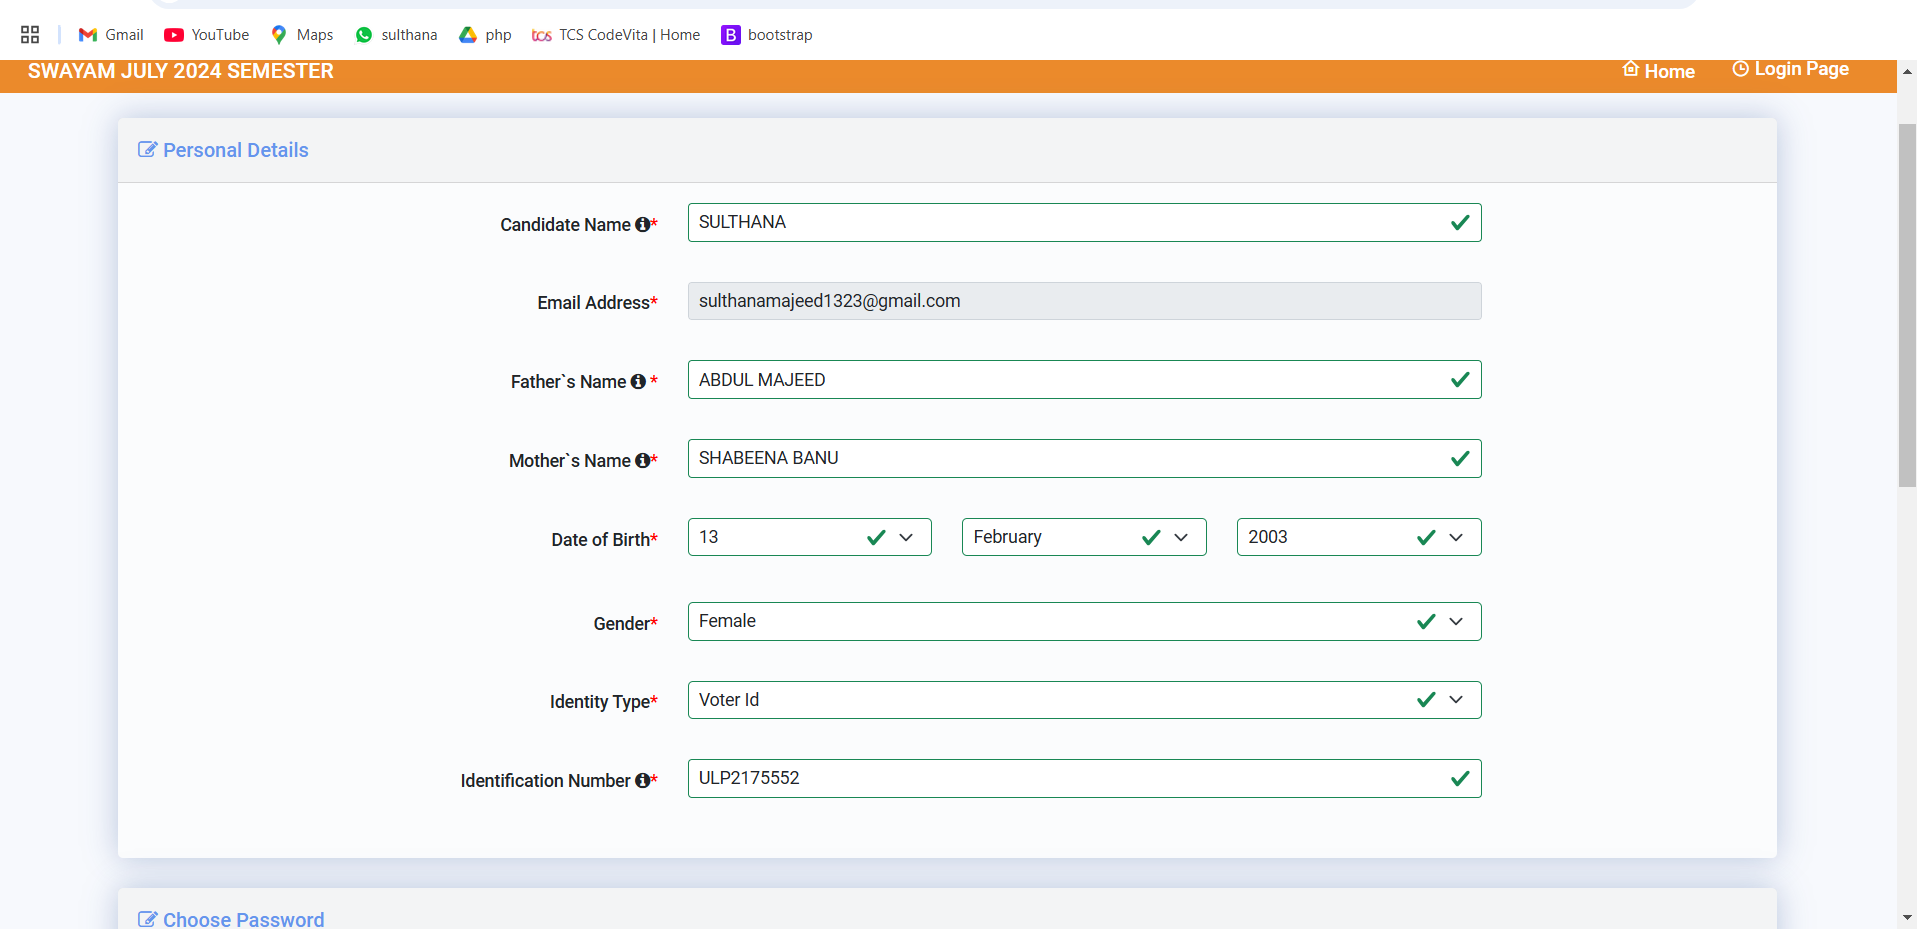 Gmail YouTube Maps sulthana php tcs TCS CodeVita | Home B bootstrap
SWAYAM JULY 2024 SEMESTER Home Login Page
Personal Details
Candidate Name * SULTHANA
Email Address* sulthanamajeed1323@gmail.com
Father`s Name * ABDUL MAJEED
Mother`s Name * SHABEENA BANU
Date of Birth* 13 February 2003
Gender* Female
Identity Type* Voter Id
Identification Number * ULP2175552
Choose Password